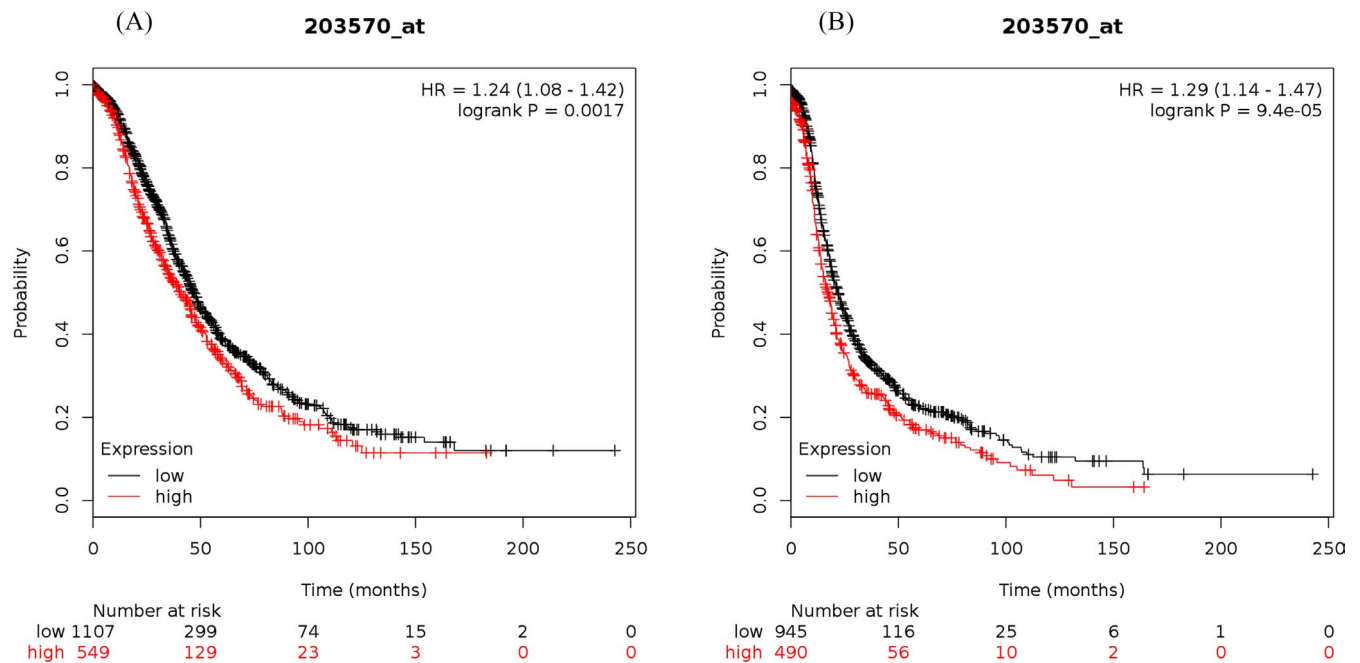 (A)
203570_at
HR = 1.24 (1.08 - 1.42)
logrank P = 0.0017
Probability
1.0
0.8
0.6
0.4
0.2
0.0
Expression
low
high
0 50 100 150 200 250
Time (months)
Number at risk
low 1107 299 74 15 2 0
high 549 129 23 3 0 0
(B)
203570_at
HR = 1.29 (1.14 - 1.47)
logrank P = 9.4e-05
Probability
1.0
0.8
0.6
0.4
0.2
0.0
Expression
low
high
0 50 100 150 200 250
Time (months)
Number at risk
low 945 116 25 6 1 0
high 490 56 10 2 0 0